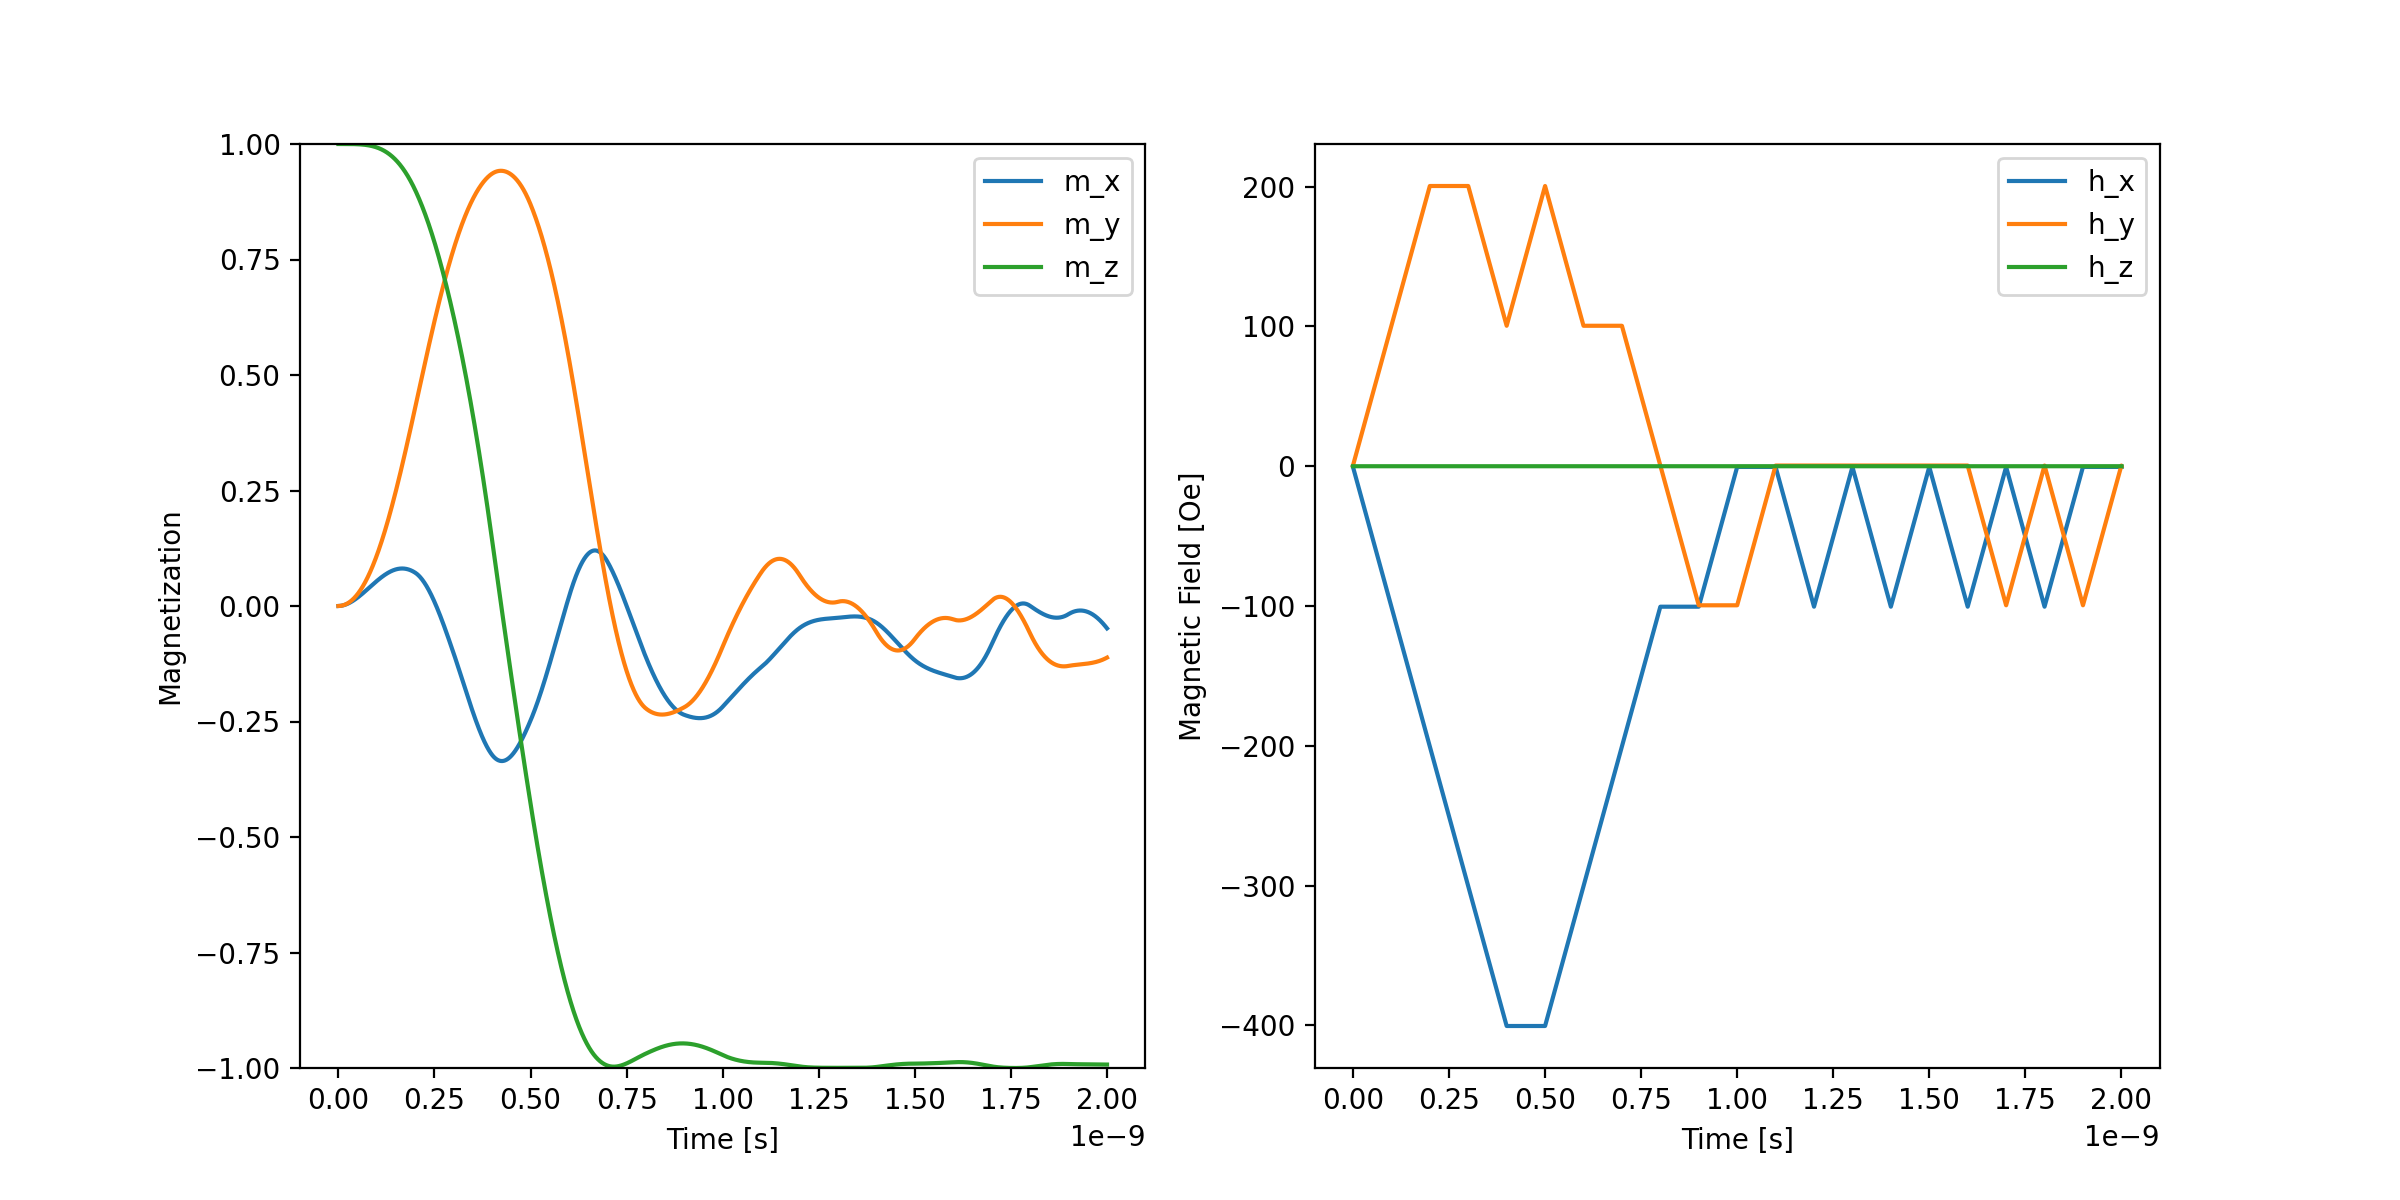 1.00
0.75
0.50
0.25
0.00
−0.25
−0.50
−0.75
−1.00
Magnetization
0.00 0.25 0.50 0.75 1.00 1.25 1.50 1.75 2.00
Time [s]
1e−9
m_x
m_y
m_z
200
100
0
−100
−200
−300
−400
Magnetic Field [Oe]
0.00 0.25 0.50 0.75 1.00 1.25 1.50 1.75 2.00
Time [s]
1e−9
h_x
h_y
h_z